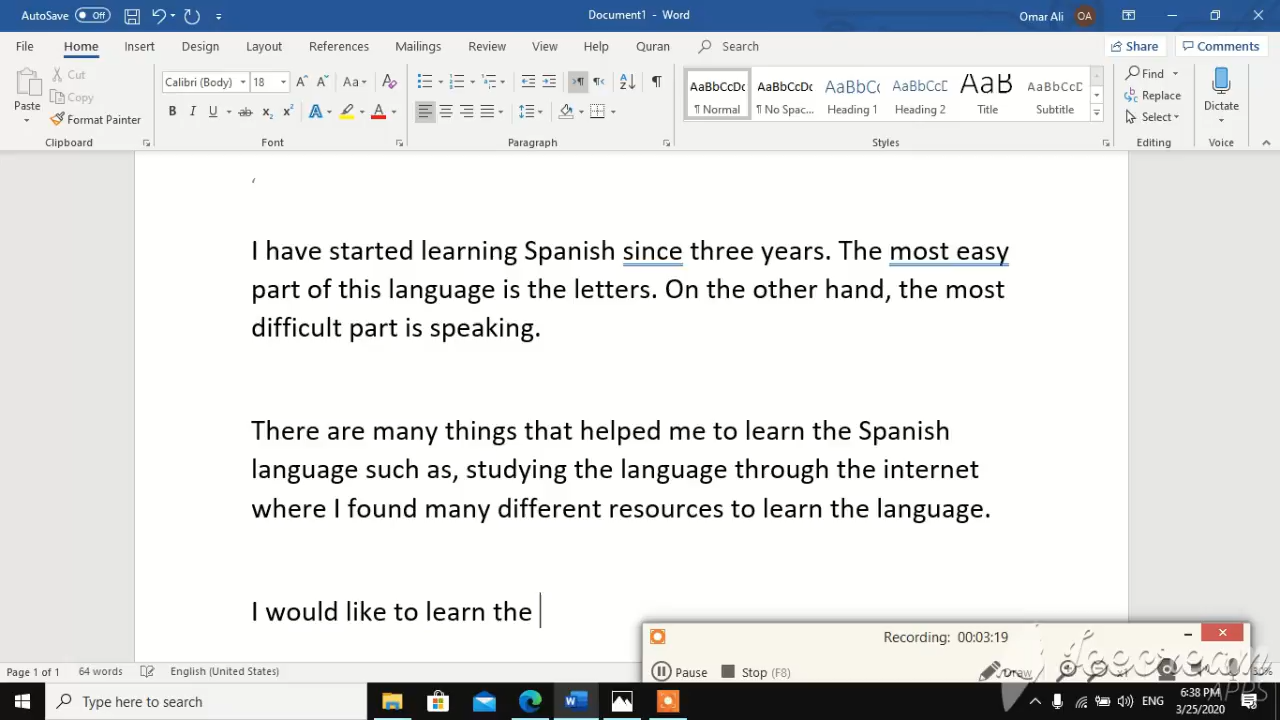 AutoSave Off Document1 - Word Omar Ali OA
File Home Insert Design Layout References Mailings Review View Help Quran Search Share Comments
Paste Cut Copy Format Painter
Calibri (Body) 18
AaBbCcDc ¶ Normal
AaBbCcDc ¶ No Spac...
AaBbCc Heading 1
AaBbCcC Heading 2
AaB Title
AaBbCcD Subtitle
Find Replace Select
Dictate
Clipboard Font Paragraph Styles Editing Voice
I have started learning Spanish since three years. The most easy
part of this language is the letters. On the other hand, the most
difficult part is speaking.
There are many things that helped me to learn the Spanish
language such as, studying the language through the internet
where I found many different resources to learn the language.
I would like to learn the
Recording: 00:03:19
Pause Stop (F8) Draw
Icecream
APPS
Page 1 of 1 64 words English (United States)
Type here to search ENG 6:38 PM
3/25/2020